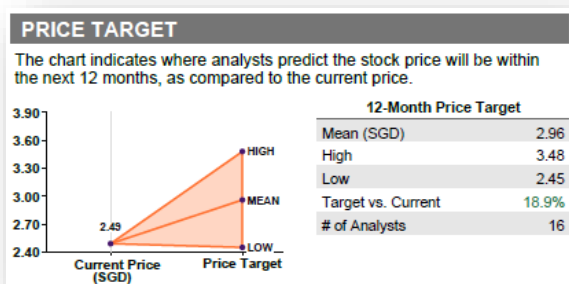 PRICE TARGET
The chart indicates where analysts predict the stock price will be within
the next 12 months, as compared to the current price.
3.90
3.60
3.30
3.00
2.70
2.40
2.49
HIGH
MEAN
LOW
Current Price
(SGD)
Price Target
12-Month Price Target
Mean (SGD) 2.96
High 3.48
Low 2.45
Target vs. Current 18.9%
# of Analysts 16